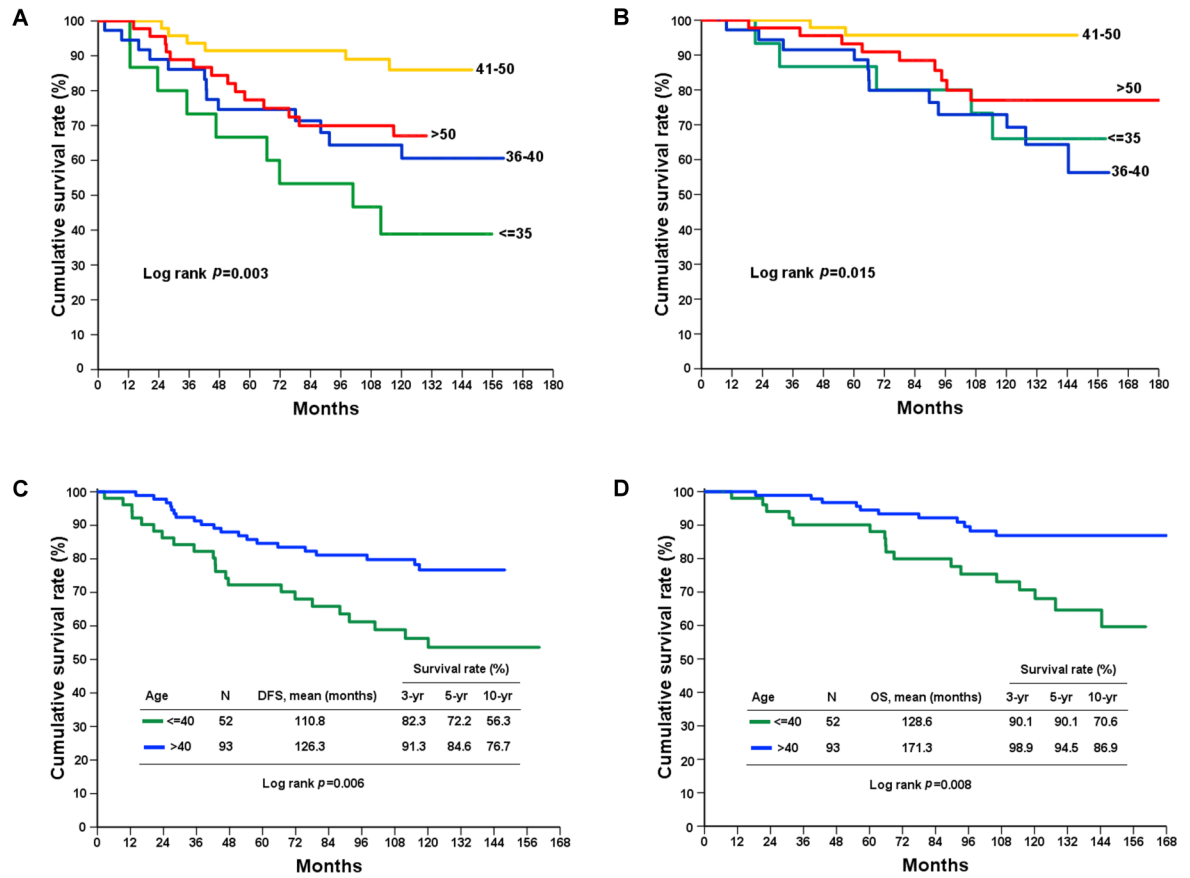 A
Cumulative survival rate (%)
100
90
80
70
60
50
40
30
20
10
0
41-50
>50
36-40
<=35
Log rank p=0.003
0 12 24 36 48 60 72 84 96 108 120 132 144 156 168 180
Months
B
Cumulative survival rate (%)
100
90
80
70
60
50
40
30
20
10
0
41-50
>50
<=35
36-40
Log rank p=0.015
0 12 24 36 48 60 72 84 96 108 120 132 144 156 168 180
Months
C
Cumulative survival rate (%)
100
90
80
70
60
50
40
30
20
10
0
Survival rate (%)
Age N DFS, mean (months) 3-yr 5-yr 10-yr
<=40 52 110.8 82.3 72.2 56.3
>40 93 126.3 91.3 84.6 76.7
Log rank p=0.006
0 12 24 36 48 60 72 84 96 108 120 132 144 156 168
Months
D
Cumulative survival rate (%)
100
90
80
70
60
50
40
30
20
10
0
Survival rate (%)
Age N OS, mean (months) 3-yr 5-yr 10-yr
<=40 52 128.6 90.1 90.1 70.6
>40 93 171.3 98.9 94.5 86.9
Log rank p=0.008
0 12 24 36 48 60 72 84 96 108 120 132 144 156 168
Months